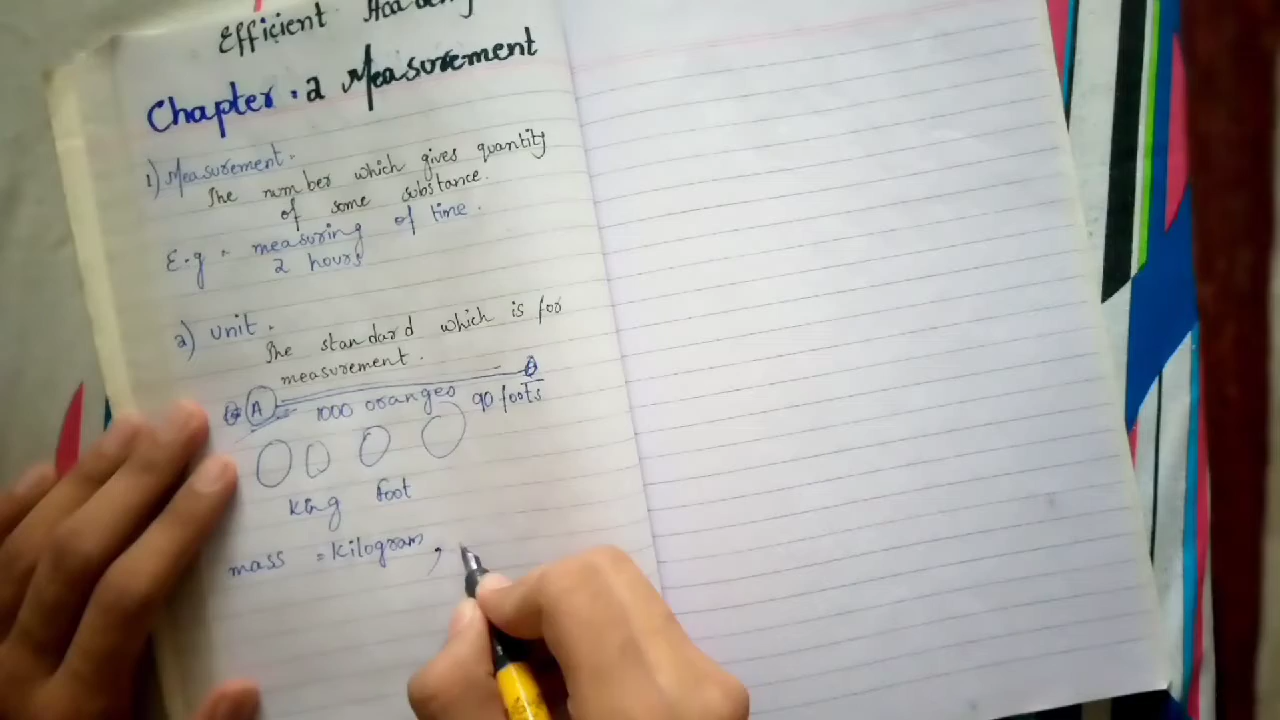 Efficient
Chapter . 2 Measurement
1) Measurement .
The number which gives quantity
of some substance.
E.g . measuring of time .
2 hours
2) unit .
The standard which is for
measurement .
A
1000 oranges 90 foots
King foot
mass = kilogram ,